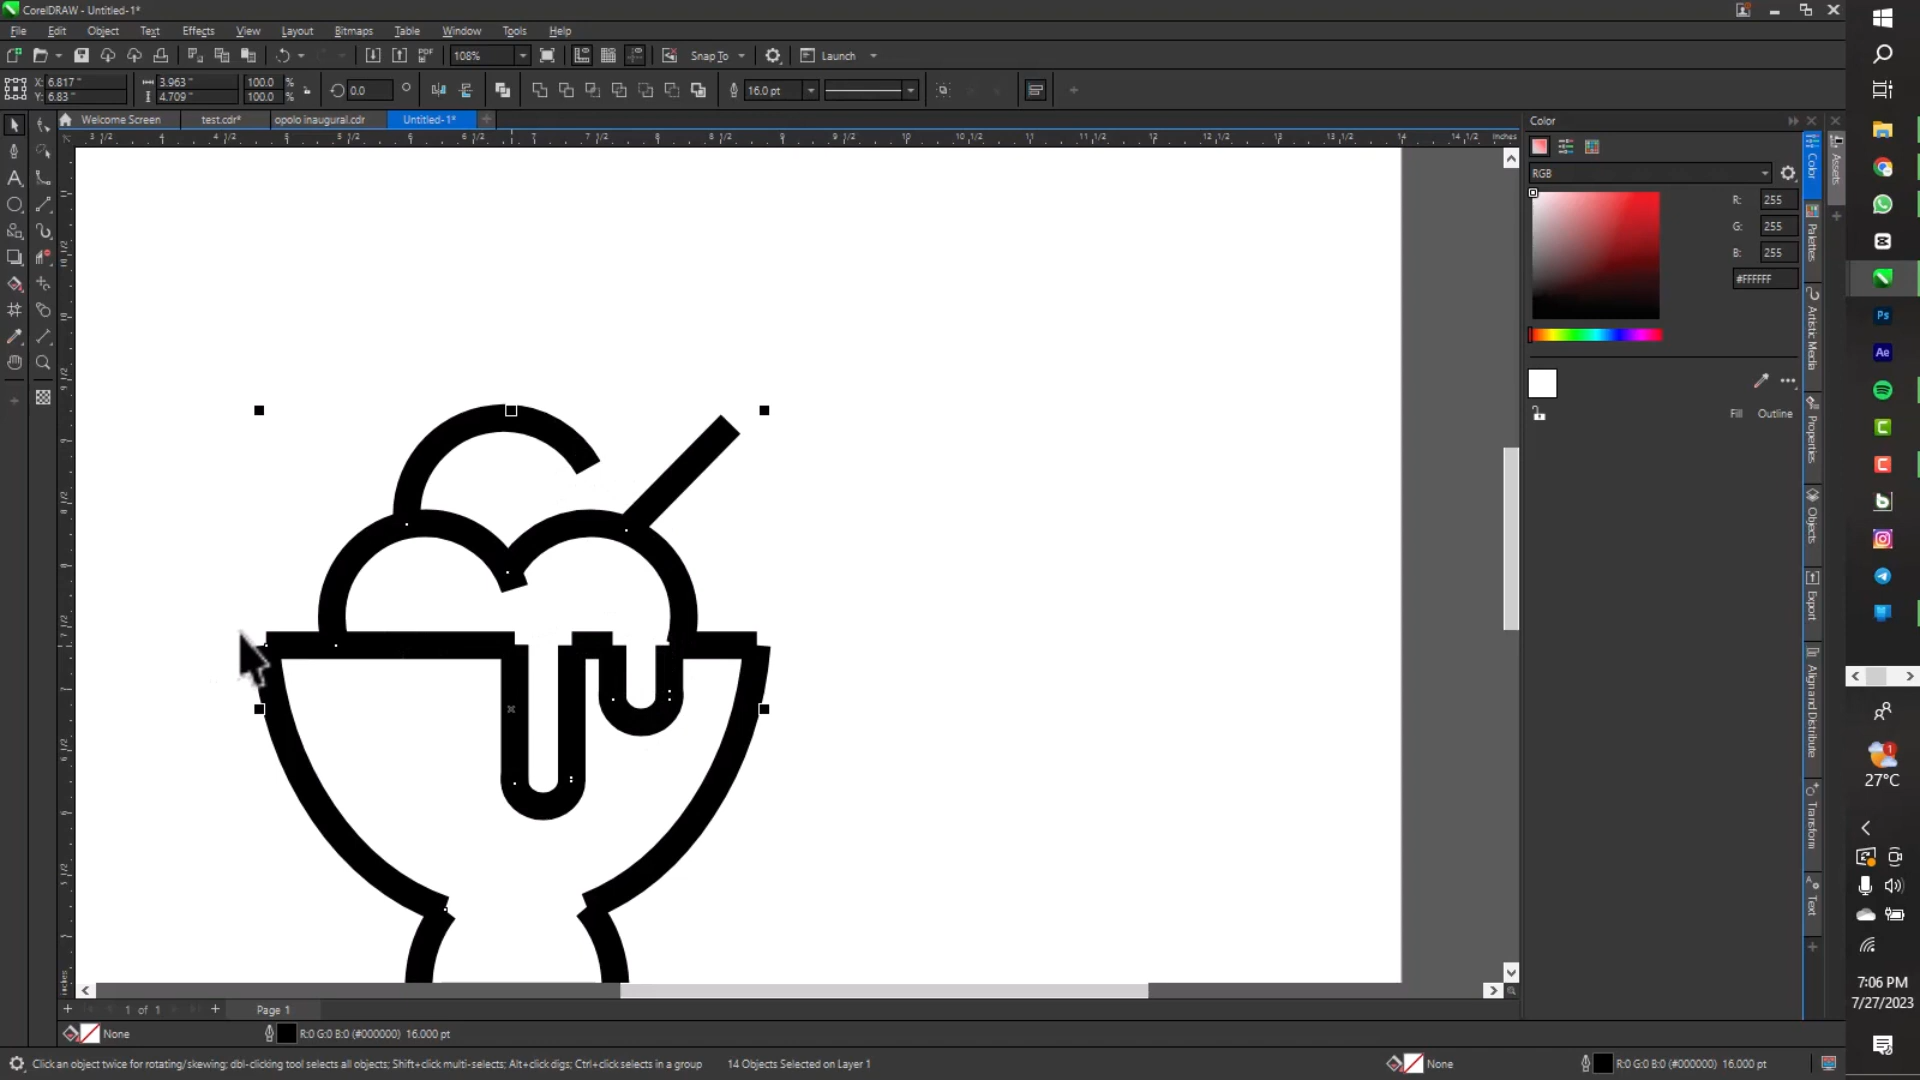 CorelDRAW - Untitled-1*
File Edit Object Text Effects View Layout Bitmaps Table Window Tools Help
PDF 108% Snap To Launch
X: 6.817 " 3.963 " 100.0 %
Y: 6.83 " 4.709 " 100.0 % 0.0 16.0 pt
Welcome Screen test.cdr* opolo inaugural.cdr Untitled-1*
inches
Color
RGB
R: 255
G: 255
B: 255
#FFFFFF
Fill Outline
Color
Palettes
Artistic Media
Properties
Objects
Export
Align and Distribute
Transform
Text
Assets
Ps
Ae
1
27°C
7:06 PM
7/27/2023
1 of 1 Page 1
None R:0 G:0 B:0 (#000000) 16.000 pt
Click an object twice for rotating/skewing; dbl-clicking tool selects all objects; Shift+click multi-selects; Alt+click digs; Ctrl+click selects in a group 14 Objects Selected on Layer 1 None R:0 G:0 B:0 (#000000) 16.000 pt